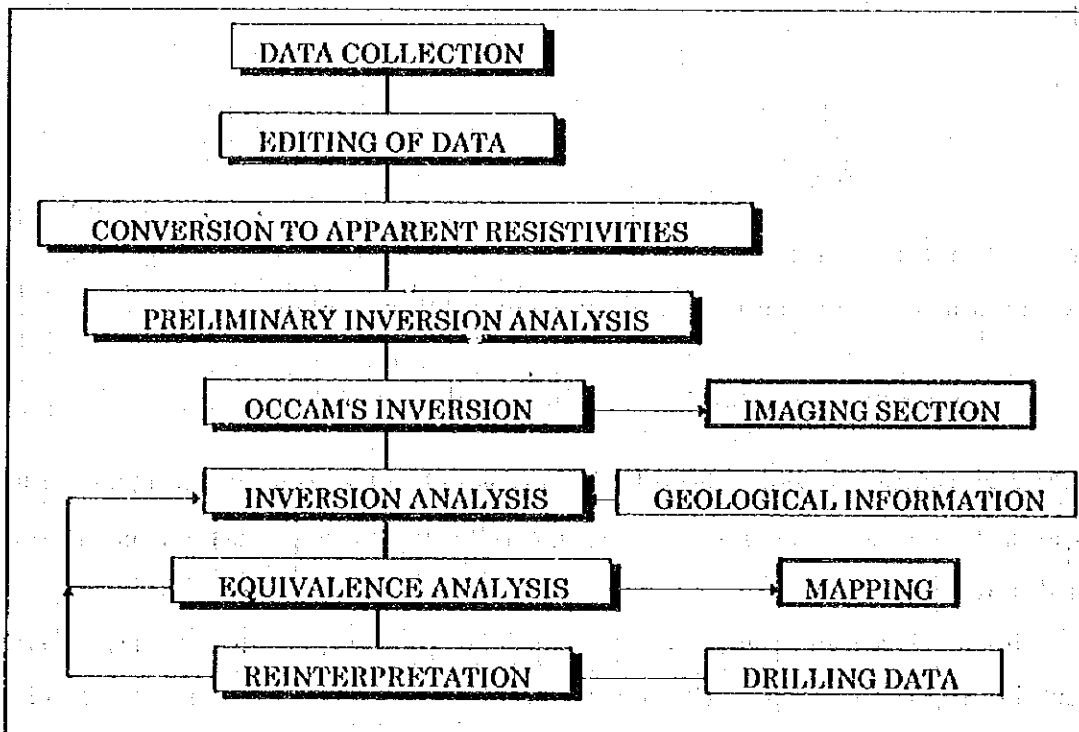 DATA COLLECTION
EDITING OF DATA
CONVERSION TO APPARENT RESISTIVITIES
PRELIMINARY INVERSION ANALYSIS
OCCAM'S INVERSION
IMAGING SECTION
INVERSION ANALYSIS
GEOLOGICAL INFORMATION
EQUIVALENCE ANALYSIS
MAPPING
REINTERPRETATION
DRILLING DATA